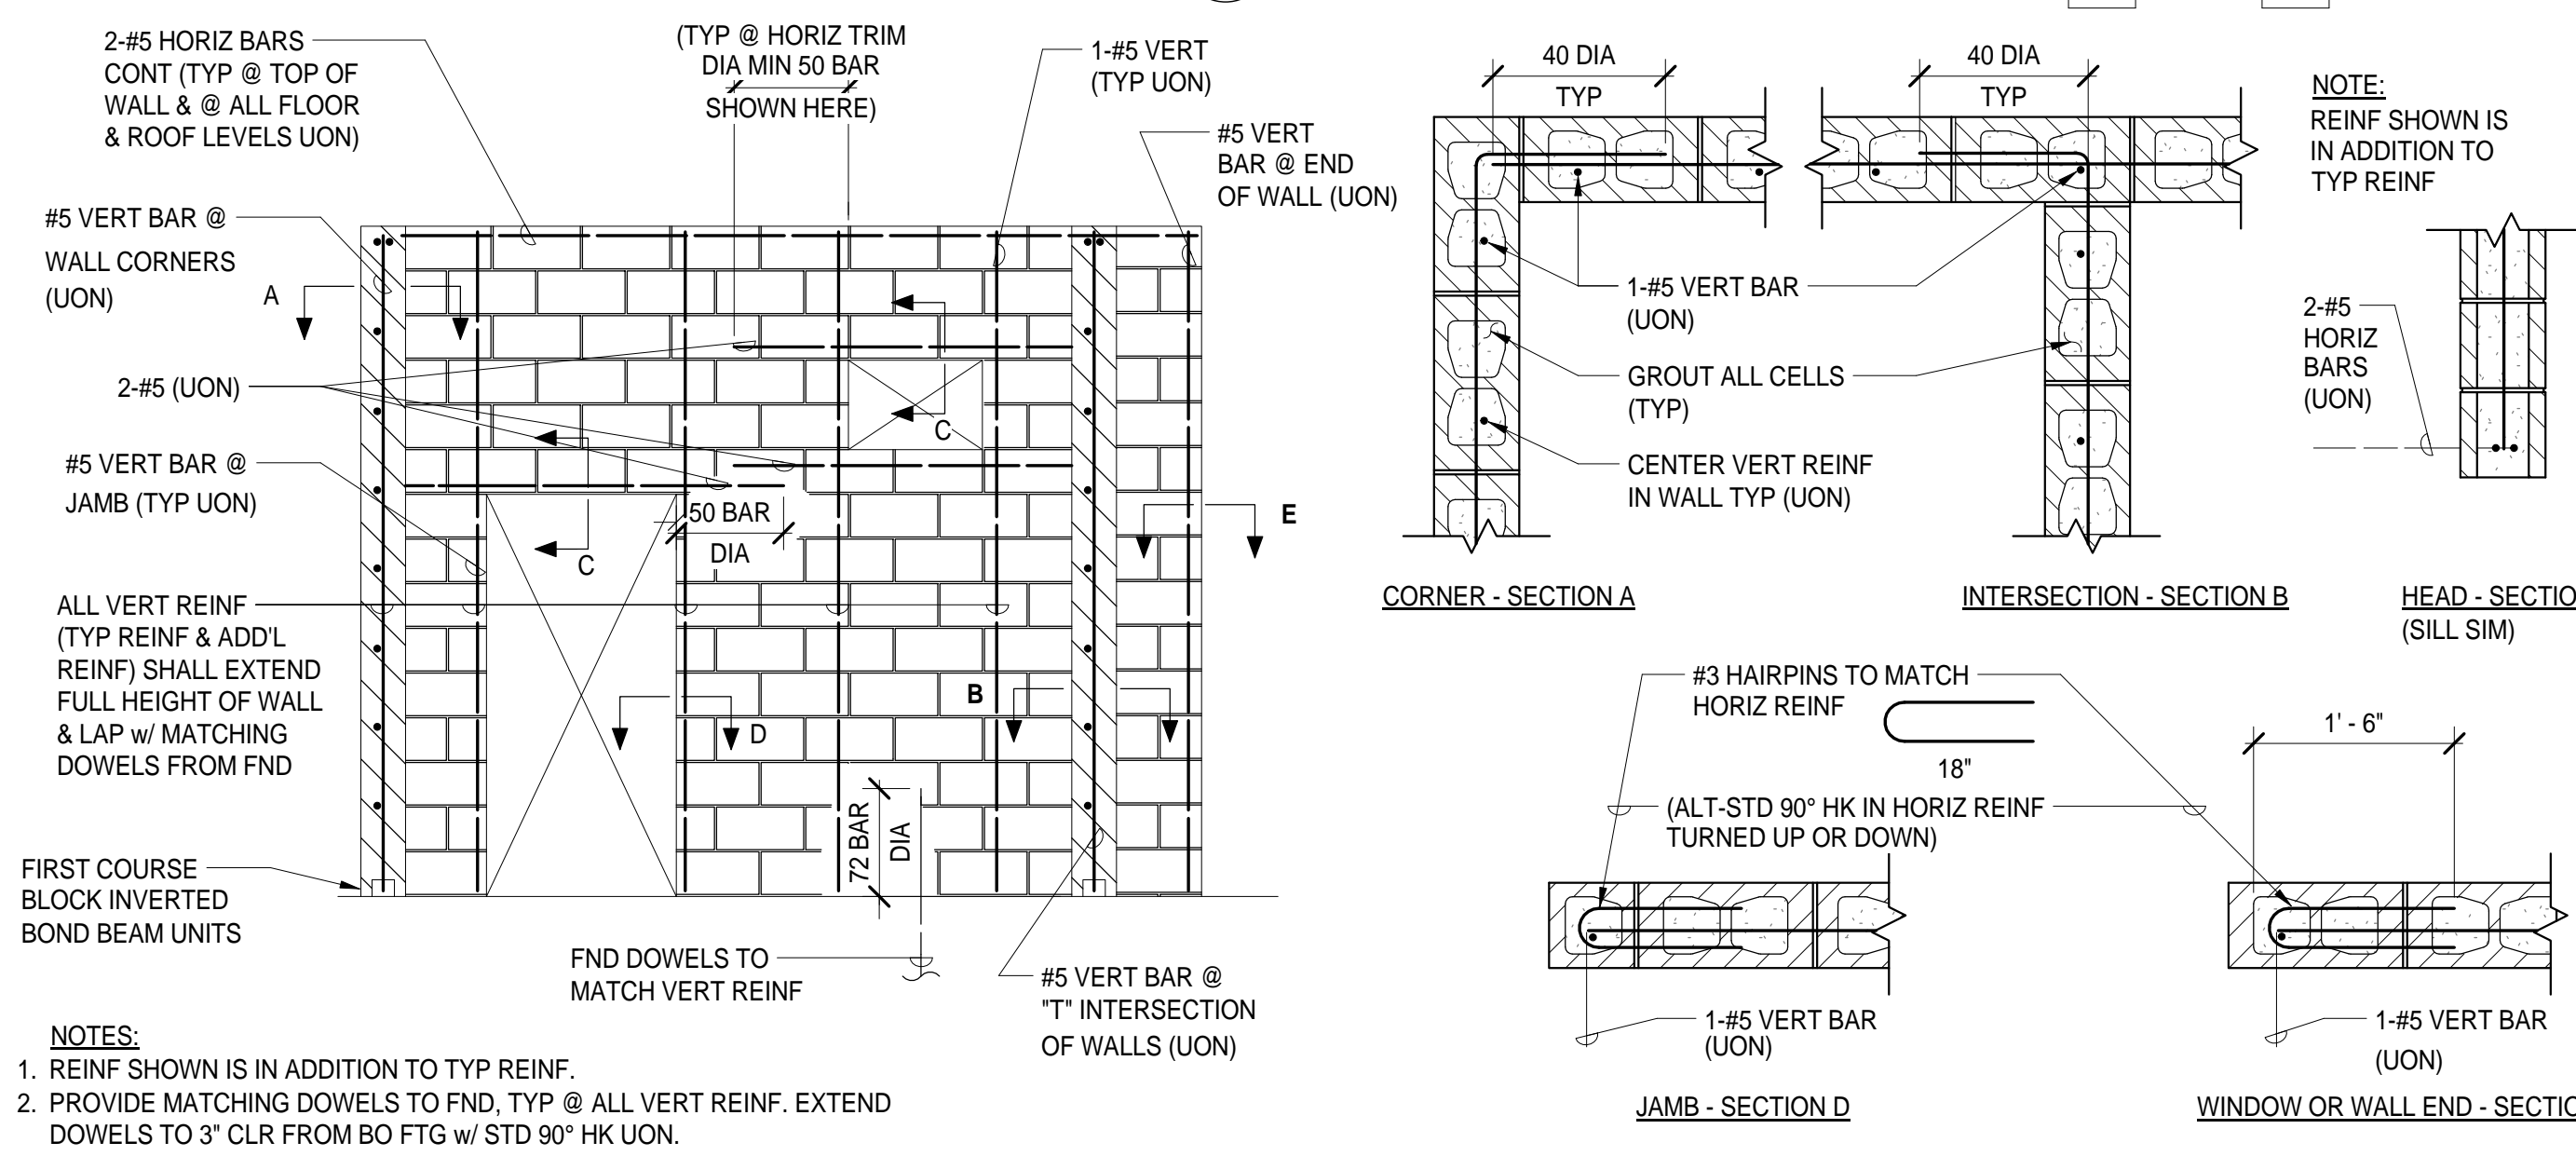 2-#5 HORIZ BARS
CONT (TYP @ TOP OF
WALL & @ ALL FLOOR
& ROOF LEVELS UON)
(TYP @ HORIZ TRIM
DIA MIN 50 BAR
SHOWN HERE)
1-#5 VERT
(TYP UON)
#5 VERT
BAR @ END
OF WALL (UON)
#5 VERT BAR @
WALL CORNERS
(UON)
A
2-#5 (UON)
C
#5 VERT BAR @
JAMB (TYP UON)
50 BAR
DIA
C
E
ALL VERT REINF
(TYP REINF & ADD'L
REINF) SHALL EXTEND
FULL HEIGHT OF WALL
& LAP w/ MATCHING
DOWELS FROM FND
B
D
72 BAR
DIA
FIRST COURSE
BLOCK INVERTED
BOND BEAM UNITS
FND DOWELS TO
MATCH VERT REINF
#5 VERT BAR @
"T" INTERSECTION
OF WALLS (UON)
NOTES:
1. REINF SHOWN IS IN ADDITION TO TYP REINF.
2. PROVIDE MATCHING DOWELS TO FND, TYP @ ALL VERT REINF. EXTEND
DOWELS TO 3" CLR FROM BO FTG w/ STD 90° HK UON.
40 DIA
TYP
40 DIA
TYP
1-#5 VERT BAR
(UON)
GROUT ALL CELLS
(TYP)
CENTER VERT REINF
IN WALL TYP (UON)
CORNER - SECTION A
INTERSECTION - SECTION B
NOTE:
REINF SHOWN IS
IN ADDITION TO
TYP REINF
2-#5
HORIZ
BARS
(UON)
HEAD - SECTIO
(SILL SIM)
#3 HAIRPINS TO MATCH
HORIZ REINF
18"
(ALT-STD 90° HK IN HORIZ REINF
TURNED UP OR DOWN)
1' - 6"
1-#5 VERT BAR
(UON)
JAMB - SECTION D
1-#5 VERT BAR
(UON)
WINDOW OR WALL END - SECTIO